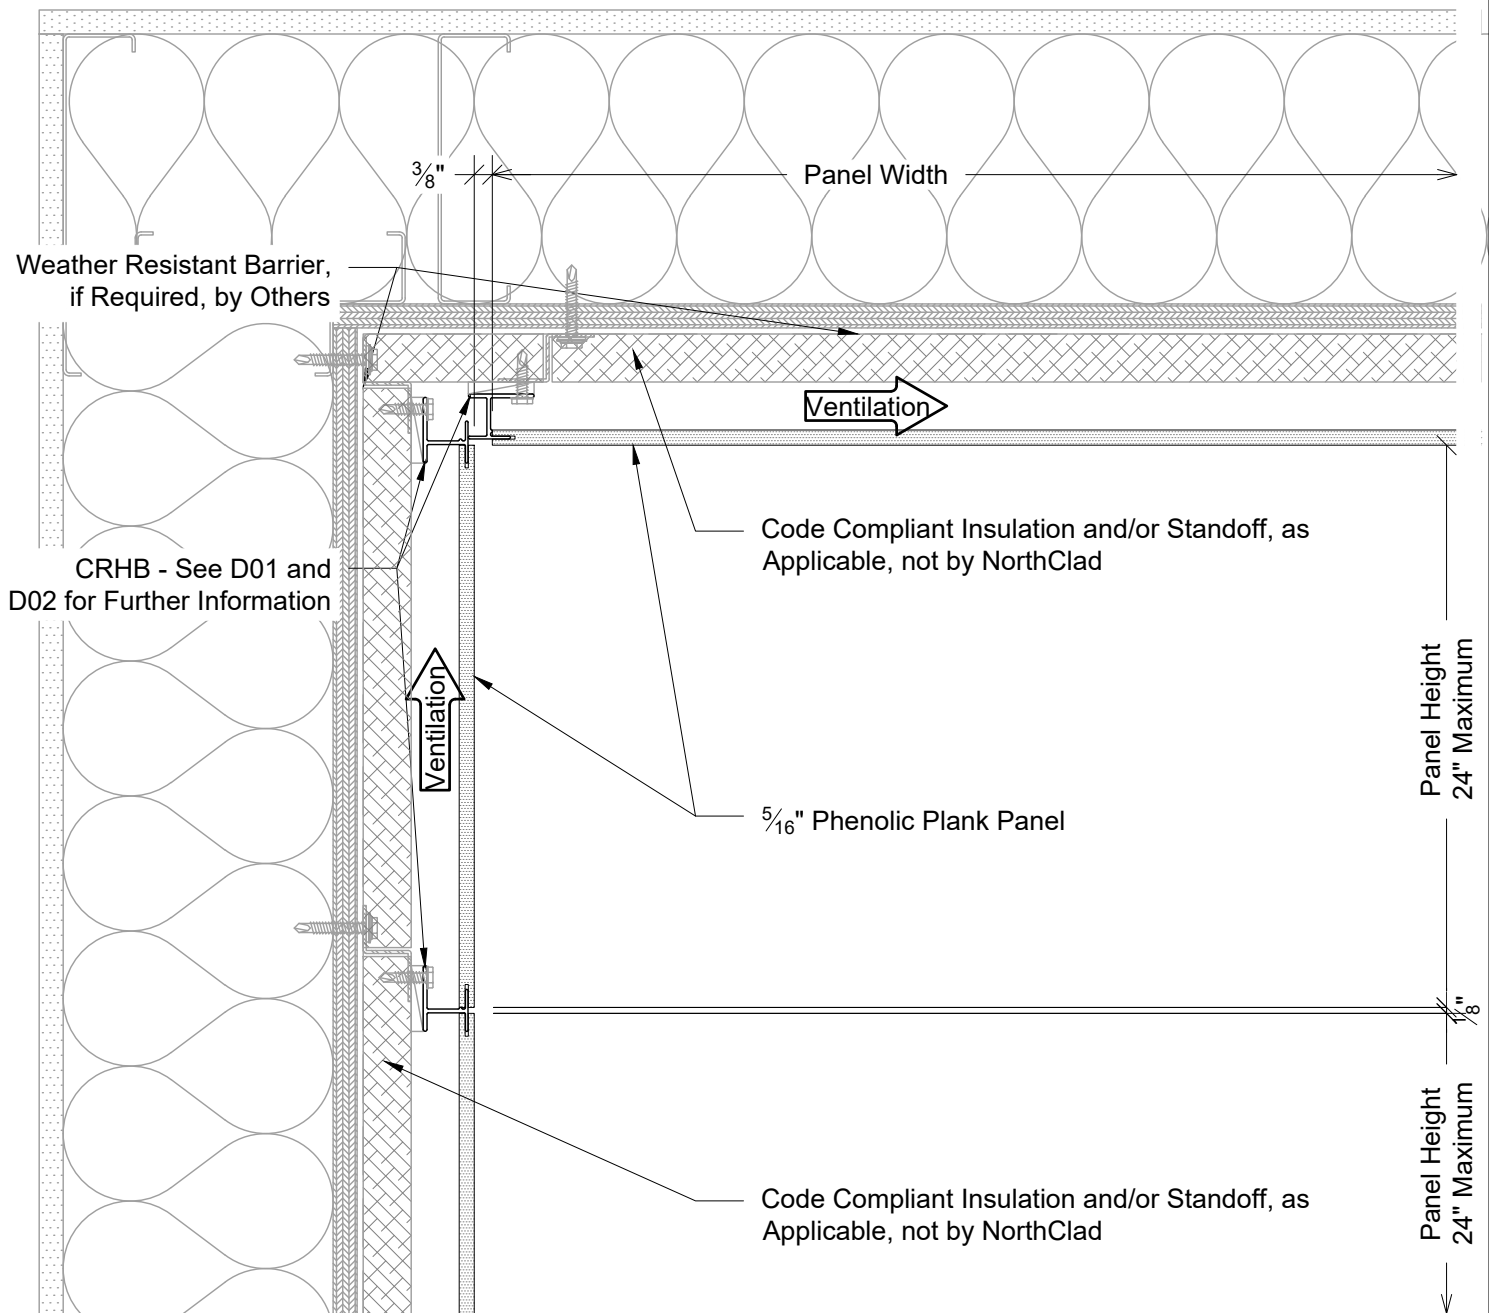 3/8"
Panel Width
Weather Resistant Barrier,
if Required, by Others
Ventilation
Code Compliant Insulation and/or Standoff, as
Applicable, not by NorthClad
CRHB - See D01 and
D02 for Further Information
Ventilation
Panel Height
24" Maximum
5/16" Phenolic Plank Panel
1/8"
Panel Height
24" Maximum
Code Compliant Insulation and/or Standoff, as
Applicable, not by NorthClad